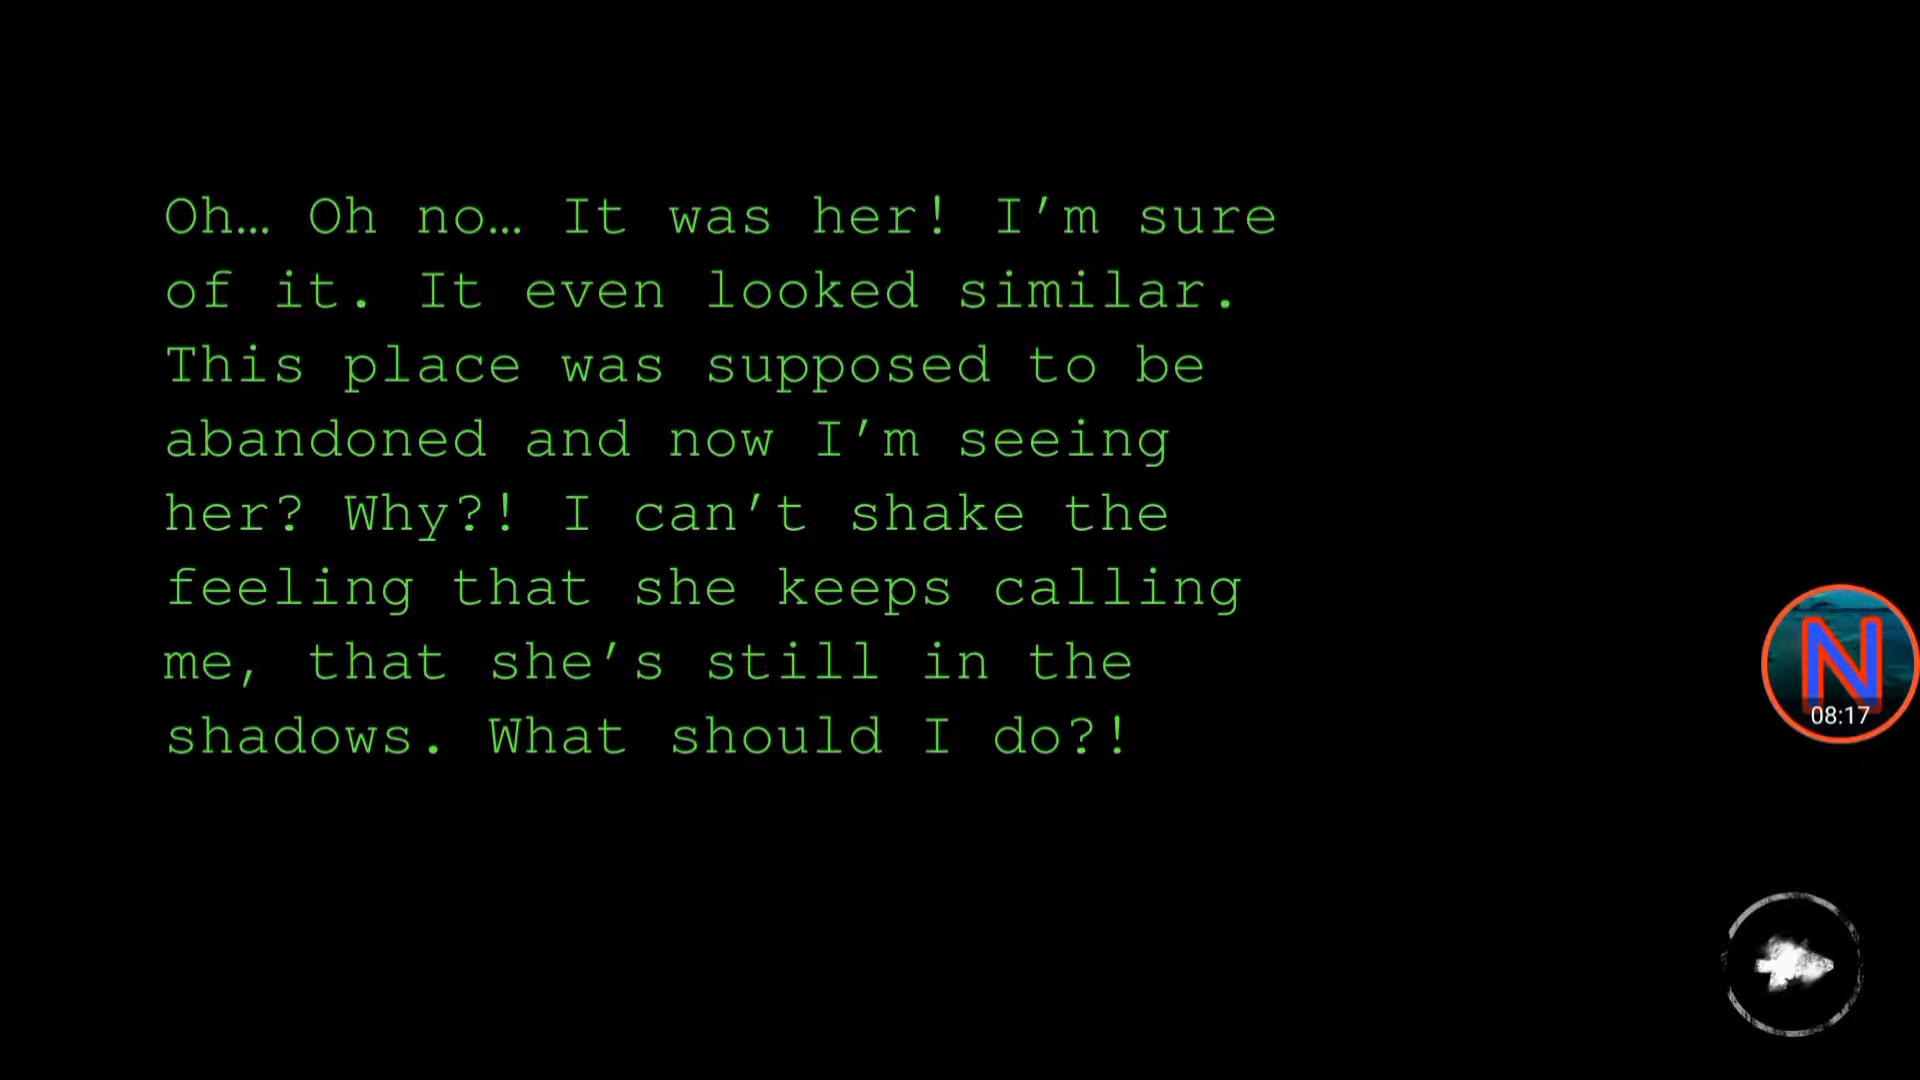 Oh… Oh no… It was her! I’m sure
of it. It even looked similar.
This place was supposed to be
abandoned and now I’m seeing
her? Why?! I can’t shake the
feeling that she keeps calling
me, that she’s still in the
shadows. What should I do?!
N
08:17